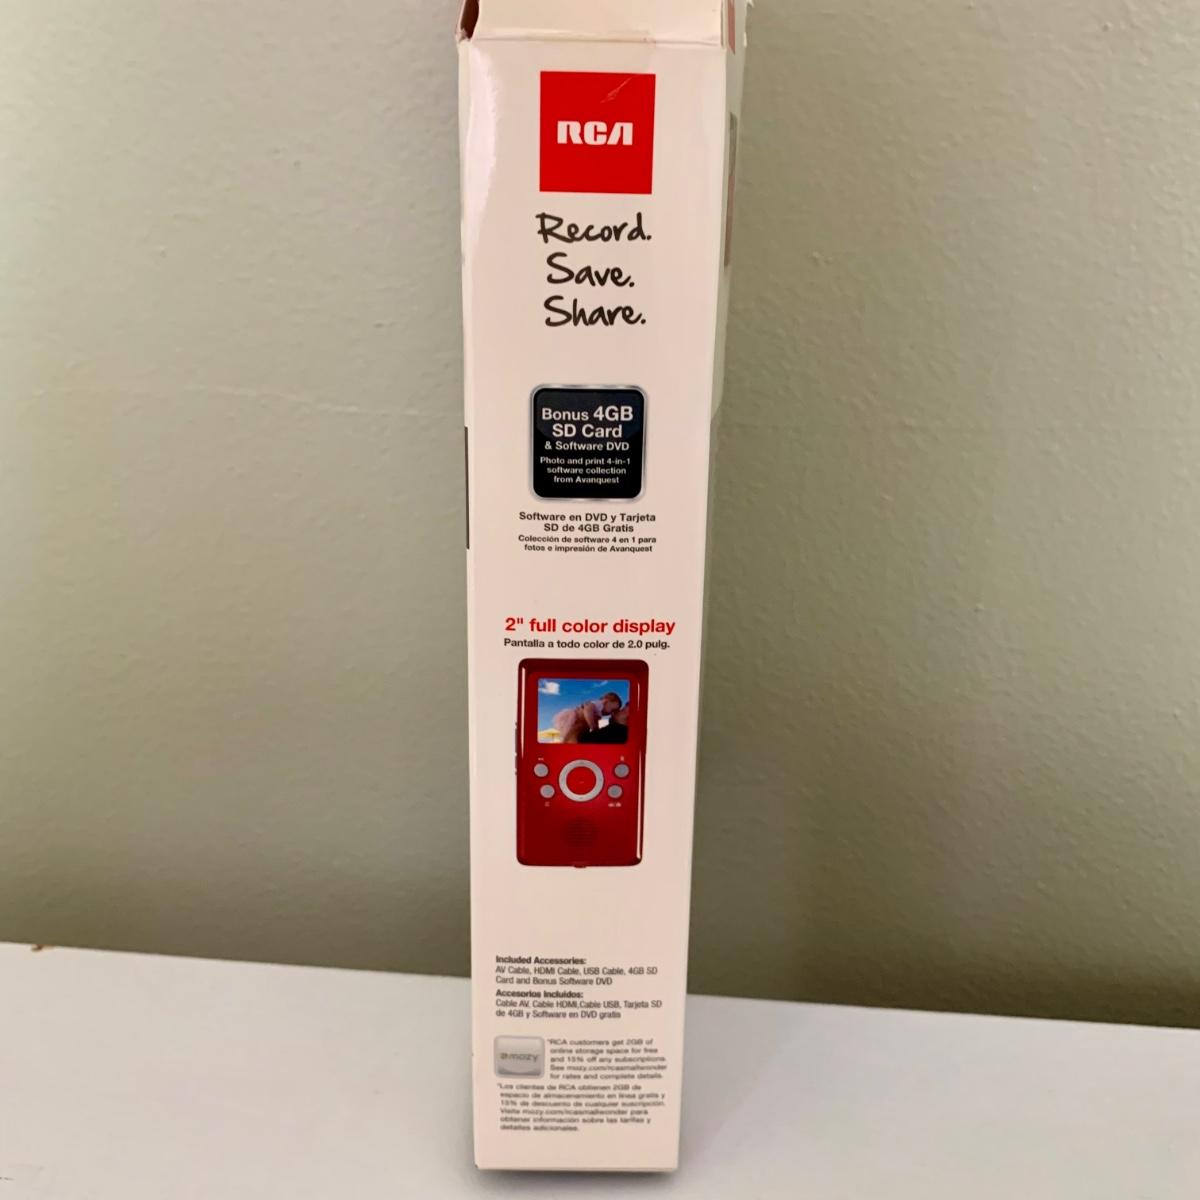 RCA
Record.
Save.
Share.
Bonus 4GB
SD Card
& Software DVD
Photo and print 4-in-1
software collection
from Avanquest
Software en DVD y Tarjeta
SD de 4GB Gratis
Colección de software 4 en 1 para
fotos e impresión de Avanquest
2" full color display
Pantalla a todo color de 2.0 pulg.
Included Accessories:
AV Cable, HDMI Cable, USB Cable, 4GB SD
Card and Bonus Software DVD
Accesorios Incluidos:
Cable AV, Cable HDMI,Cable USB, Tarjeta SD
de 4GB y Software en DVD gratis
mozy
*RCA customers get 2GB of
online storage space for free
and 15% off any subscriptions.
See mozy.com/rcasmallwonder
for rates and complete details.
*Los clientes de RCA obtienen 2GB de
espacio de almacenamiento en línea gratis y
15% de descuento de cualquier suscripción.
Visite mozy.com/rcasmallwonder para
obtener información sobre las tarifas y
detalles adicionales.